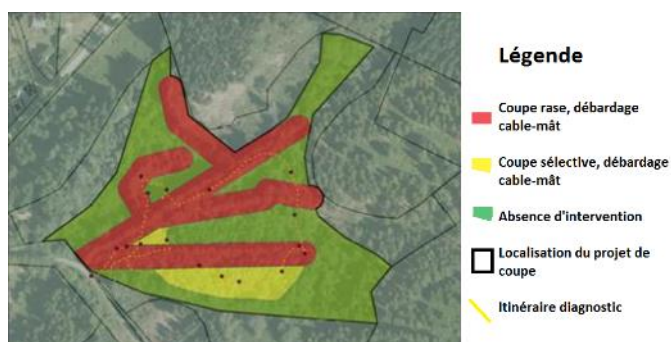 Légende
Coupe rase, débardage
cable-mât
Coupe sélective, débardage
cable-mât
Absence d'intervention
Localisation du projet de
coupe
Itinéraire diagnostic